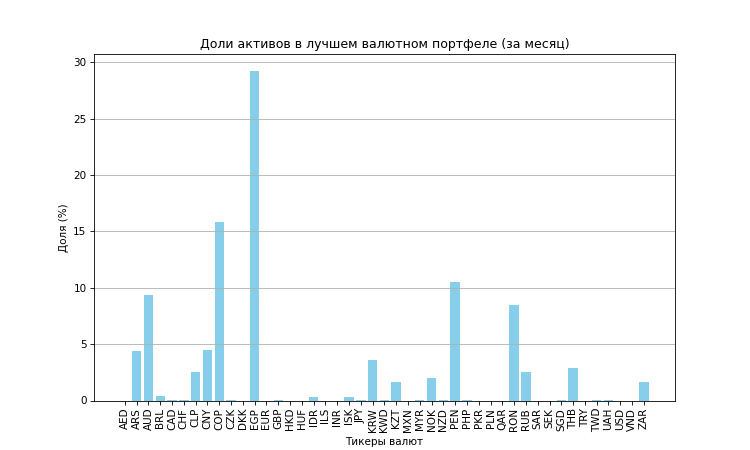 Доли активов в лучшем валютном портфеле (за месяц)
30
25
20
15
10
5
0
Доля (%)
AED ARS AUD BRL CAD CHF CLP CNY COP CZK DKK EGP EUR GBP HKD HUF IDR ILS INR ISK JPY KRW KWD KZT MXN MYR NOK NZD PEN PHP PKR PLN QAR RON RUB SAR SEK SGD THB TRY TWD UAH USD VND ZAR
Тикеры валют